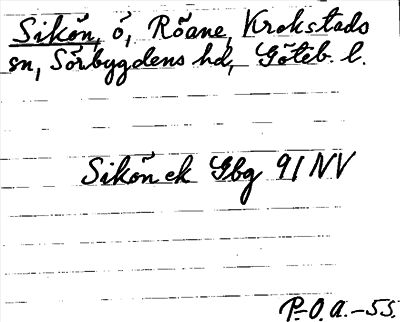 Sikön, ö, Röane, Krokstads
sn, Sörbygdens hd, Göteb. l.
Sikön ek Gbg 91 NV
P.-O.A.-55.